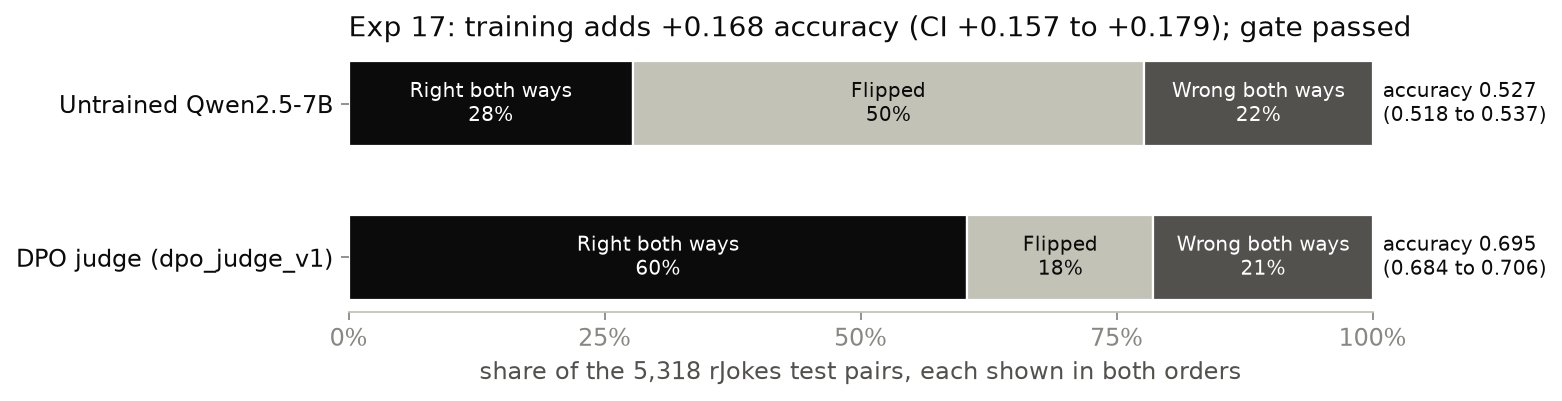 Exp 17: training adds +0.168 accuracy (CI +0.157 to +0.179); gate passed
Untrained Qwen2.5-7B
Right both ways
28%
Flipped
50%
Wrong both ways
22%
accuracy 0.527
(0.518 to 0.537)
DPO judge (dpo_judge_v1)
Right both ways
60%
Flipped
18%
Wrong both ways
21%
accuracy 0.695
(0.684 to 0.706)
0% 25% 50% 75% 100%
share of the 5,318 rJokes test pairs, each shown in both orders